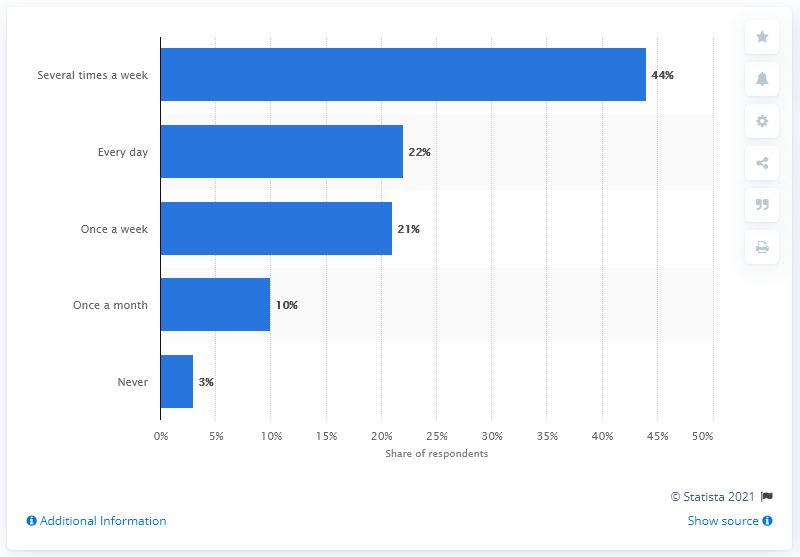 Several times a week 44%
Every day 22%
Once a week 21%
Once a month 10%
Never 3%
0% 5% 10% 15% 20% 25% 30% 35% 40% 45% 50%
Share of respondents
© Statista 2021
Additional Information
Show source